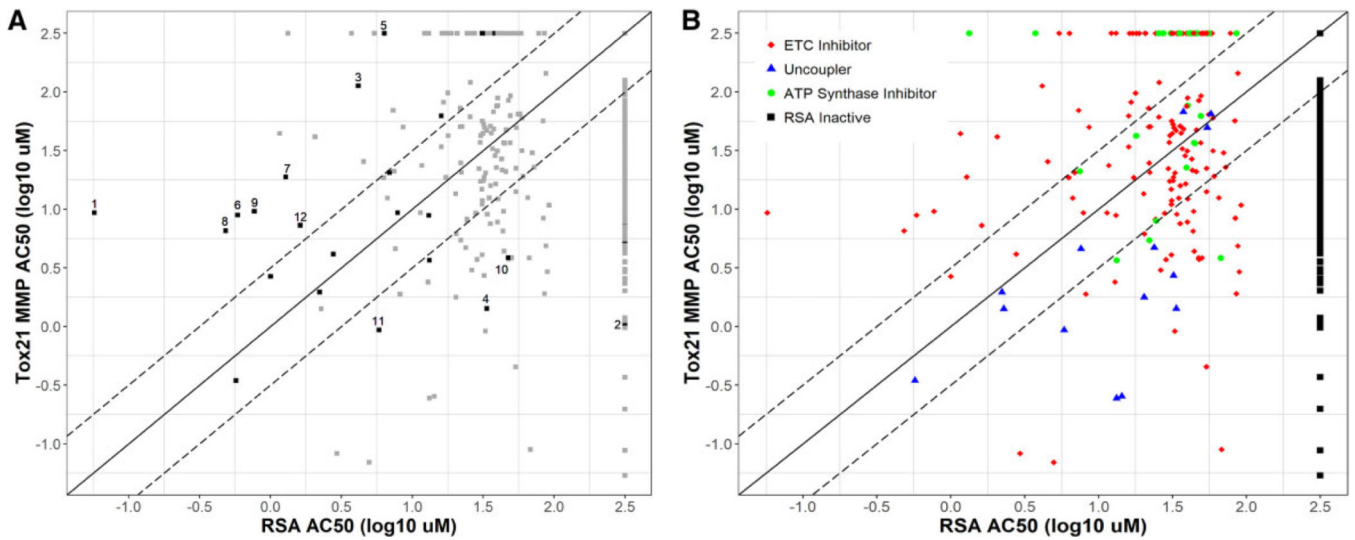 A
Tox21 MMP AC50 (log10 uM)
2.5
2.0
1.5
1.0
0.5
0.0
-0.5
-1.0
5
3
7
1
6
9
8
12
10
4
11
2
-1.0 -0.5 0.0 0.5 1.0 1.5 2.0 2.5
RSA AC50 (log10 uM)
B
Tox21 MMP AC50 (log10 uM)
2.5
2.0
1.5
1.0
0.5
0.0
-0.5
-1.0
ETC Inhibitor
Uncoupler
ATP Synthase Inhibitor
RSA Inactive
-1.0 -0.5 0.0 0.5 1.0 1.5 2.0 2.5
RSA AC50 (log10 uM)